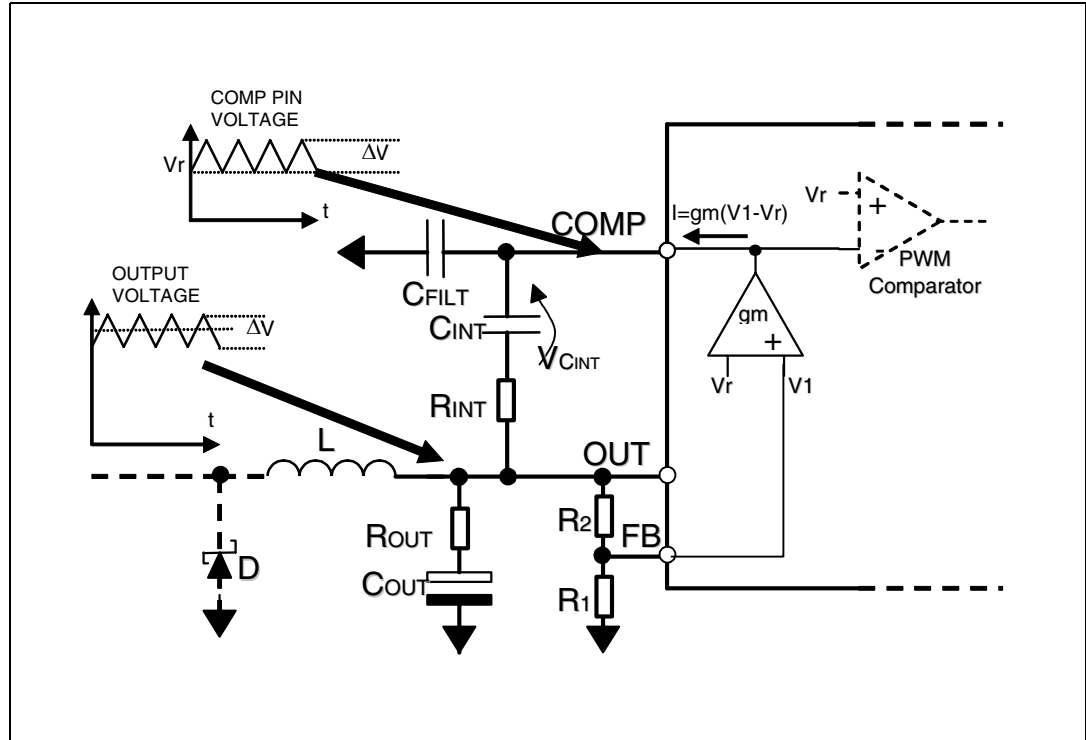 COMP PIN
VOLTAGE
ΔV
Vr
t
Vr
COMP
I=gm(V1-Vr)
+
-
PWM
Comparator
OUTPUT
VOLTAGE
ΔV
CFILT
CINT
VCINT
gm
+
Vr
V1
RINT
t
L
OUT
ROUT
R2
FB
D
COUT
R1